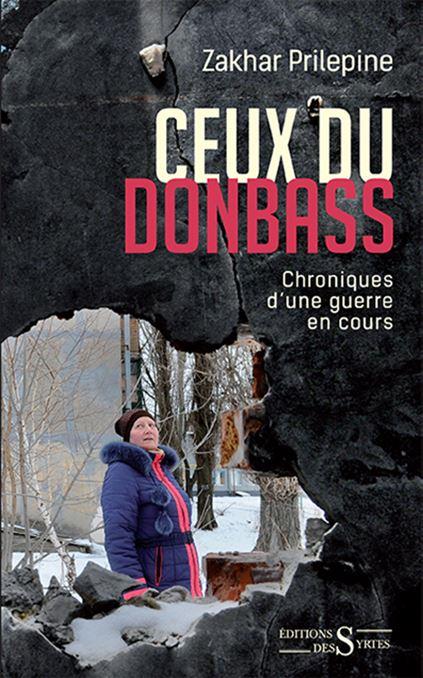 Zakhar Prilepine
CEUX DU
DONBASS
Chroniques
d'une guerre
en cours
ÉDITIONS
DES SYRTES